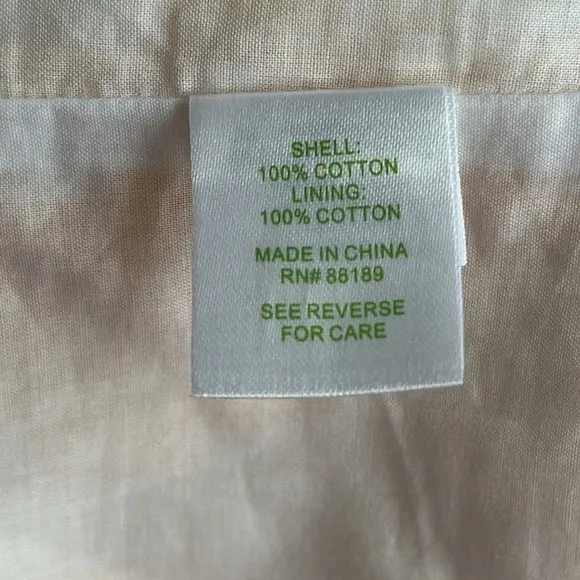 SHELL:
100% COTTON
LINING:
100% COTTON
MADE IN CHINA
RN# 88189
SEE REVERSE
FOR CARE